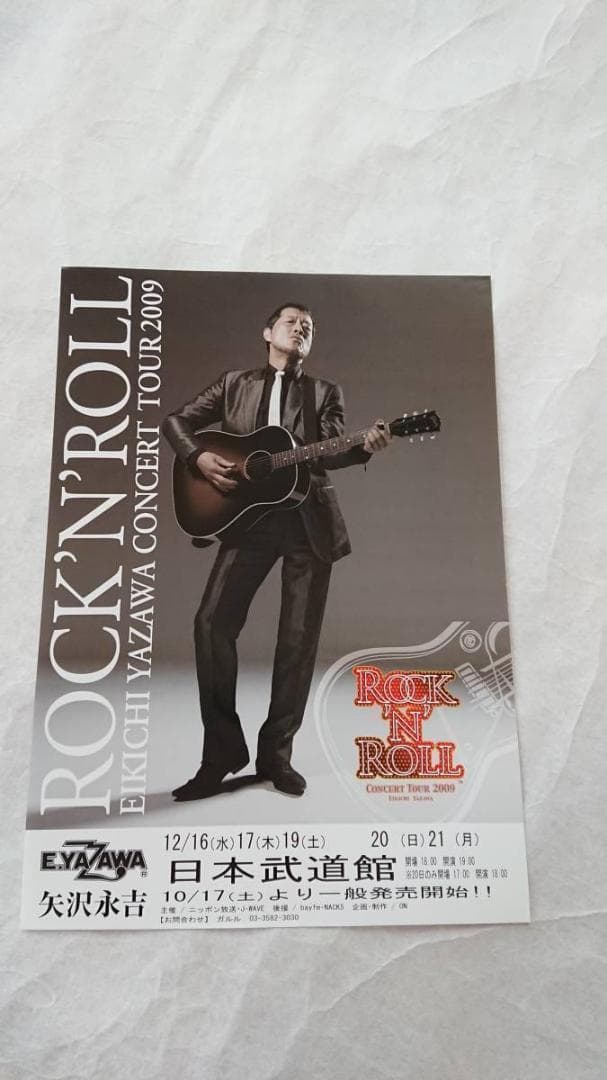 ROCK'N'ROLL
EIKICHI YAZAWA CONCERT TOUR 2009
ROCK
'N'
ROLL
CONCERT TOUR 2009
EIKICHI YAZAWA
E.YAZAWA
矢沢永吉
12/16(水)17(木)19(土) 20(日)21(月)
日本武道館
開場 18:00 開演 19:00
※20日のみ開場 17:00 開演 18:00
10/17(土)より一般発売開始!!
主催 / ニッポン放送・J-WAVE 後援 / bayfm・NACK5 企画・制作 / ON
【お問合わせ】 ガルル 03-3582-3030